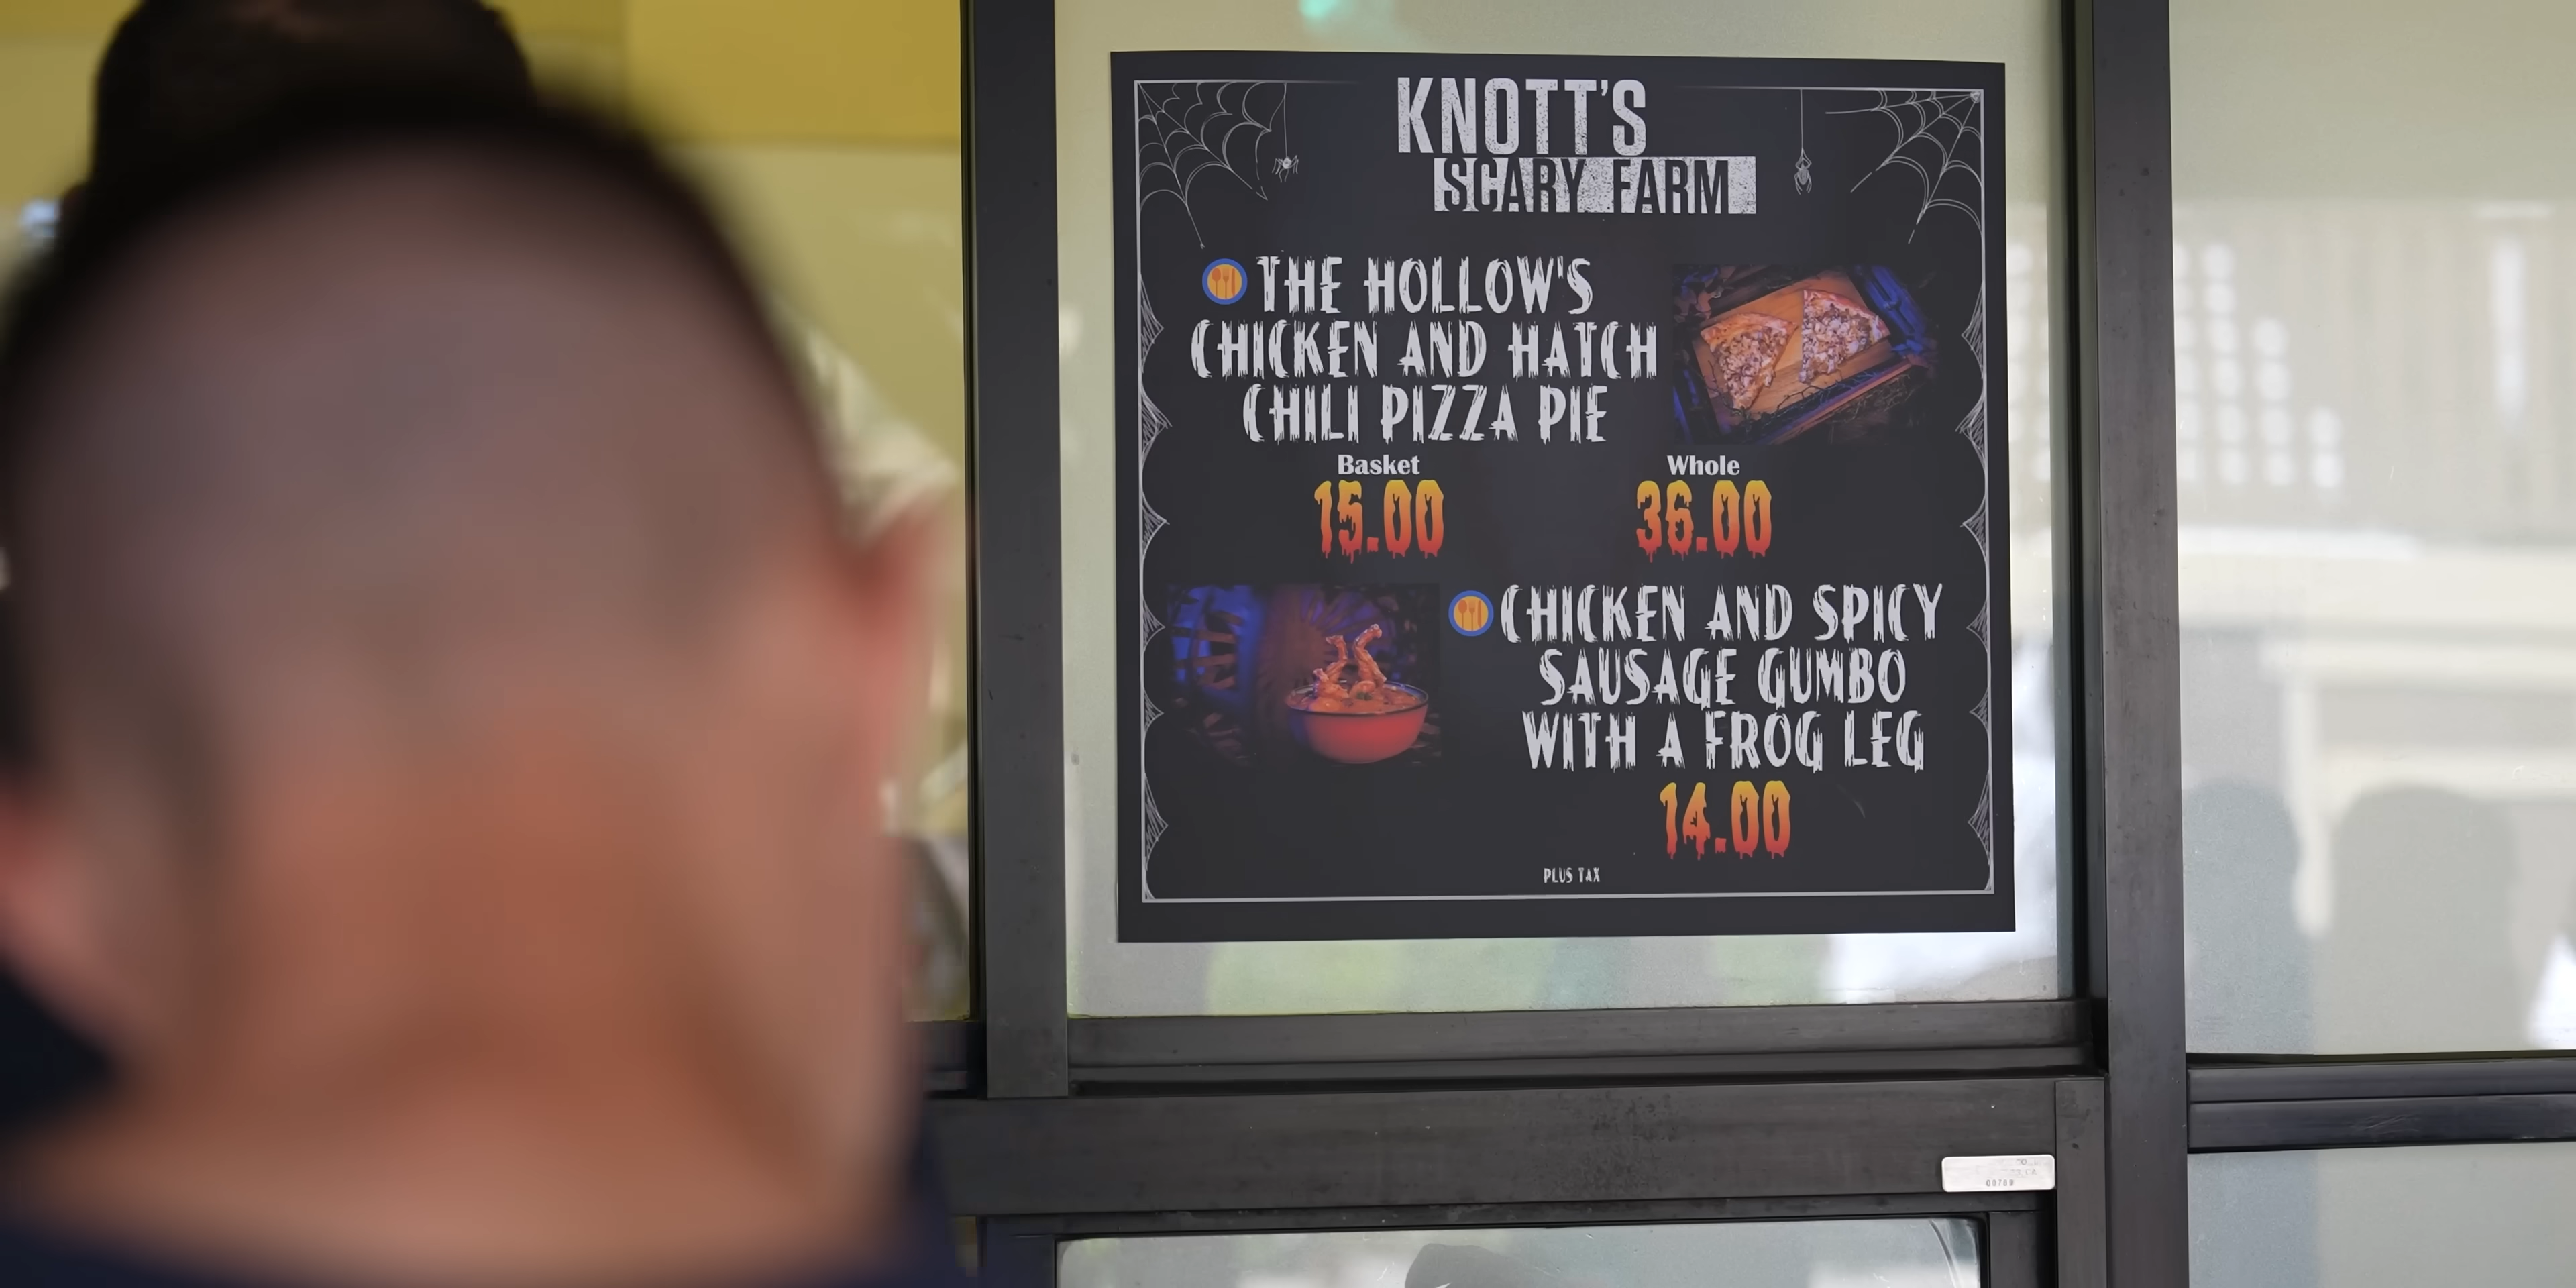 KNOTT'S
SCARY FARM
THE HOLLOW'S
CHICKEN AND HATCH
CHILI PIZZA PIE
Basket
15.00
Whole
36.00
CHICKEN AND SPICY
SAUSAGE GUMBO
WITH A FROG LEG
14.00
PLUS TAX